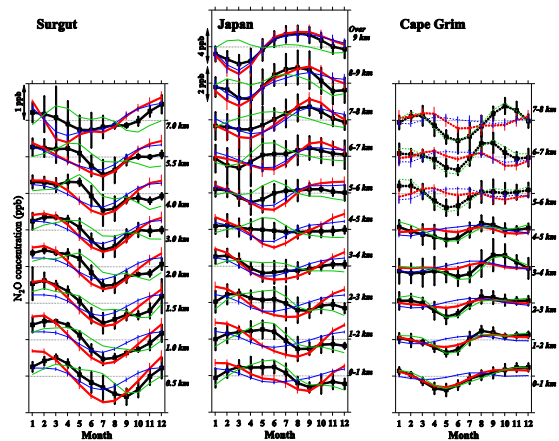 Surgut
Japan
Cape Grim
N2O concentration (ppb)
1 ppb
7.0 km
5.5 km
4.0 km
3.0 km
2.0 km
1.5 km
1.0 km
0.5 km
1 2 3 4 5 6 7 8 9 10 11 12
Month
4 ppb
2 ppb
Over
9 km
8-9 km
7-8 km
6-7 km
5-6 km
4-5 km
3-4 km
2-3 km
1-2 km
0-1 km
1 2 3 4 5 6 7 8 9 10 11 12
Month
7-8 km
6-7 km
5-6 km
4-5 km
3-4 km
2-3 km
1-2 km
0-1 km
1 2 3 4 5 6 7 8 9 10 11 12
Month